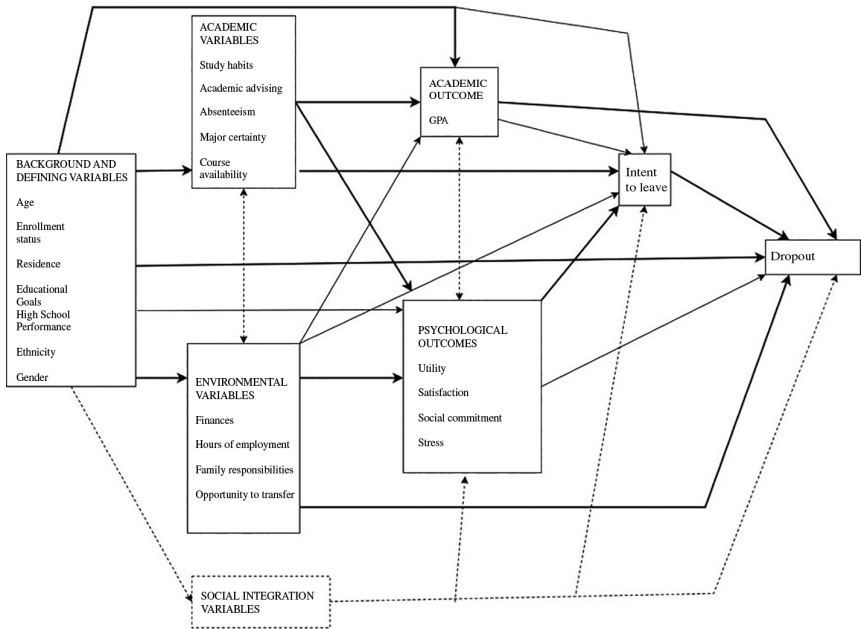 BACKGROUND AND
DEFINING VARIABLES
Age
Enrollment
status
Residence
Educational
Goals
High School
Performance
Ethnicity
Gender
ACADEMIC
VARIABLES
Study habits
Academic advising
Absenteeism
Major certainty
Course
availability
ENVIRONMENTAL
VARIABLES
Finances
Hours of employment
Family responsibilities
Opportunity to transfer
SOCIAL INTEGRATION
VARIABLES
ACADEMIC
OUTCOME
GPA
PSYCHOLOGICAL
OUTCOMES
Utility
Satisfaction
Social commitment
Stress
Intent
to leave
Dropout